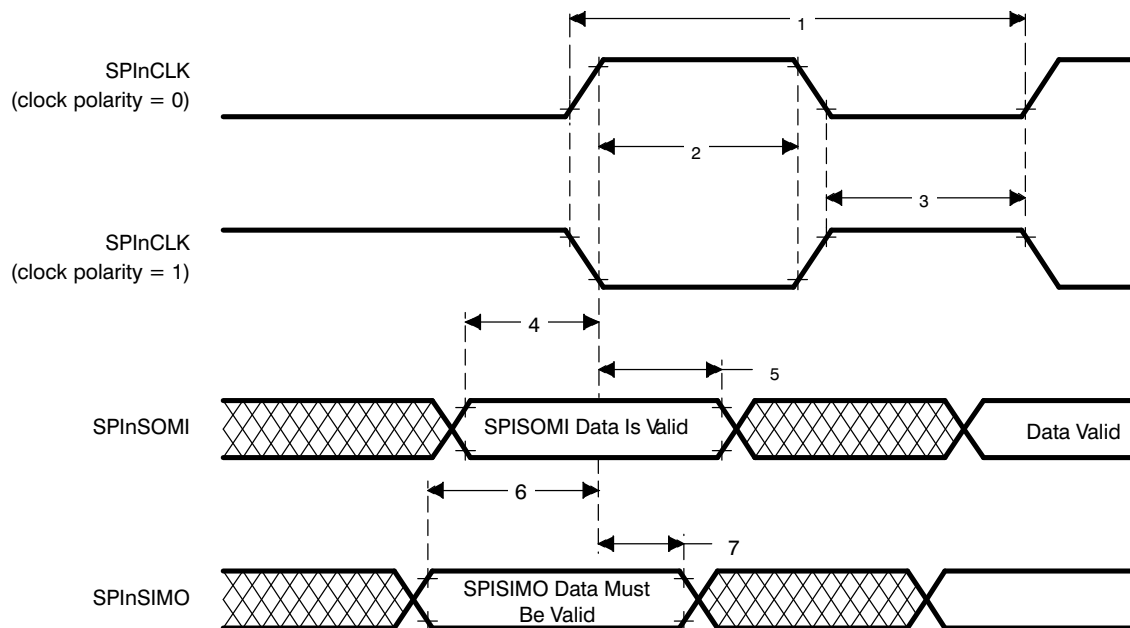 1
SPInCLK
(clock polarity = 0)
2
3
SPInCLK
(clock polarity = 1)
4
5
SPInSOMI
SPISOMI Data Is Valid
Data Valid
6
7
SPInSIMO
SPISIMO Data Must
Be Valid